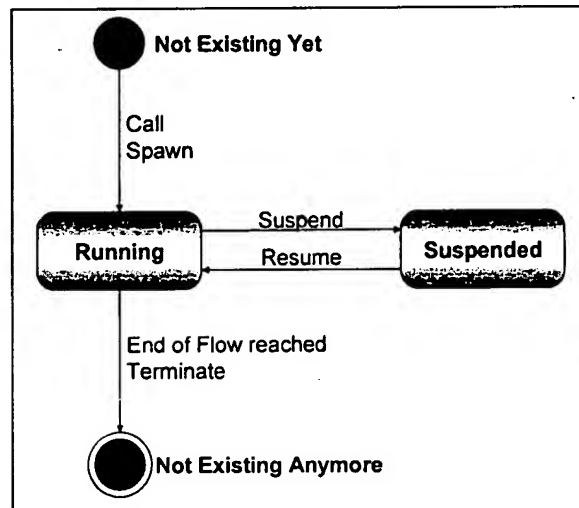 Not Existing Yet
Call
Spawn
Running
Suspend
Resume
Suspended
End of Flow reached
Terminate
Not Existing Anymore